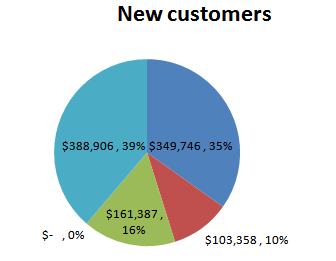 New customers
$388,906 , 39%
$349,746 , 35%
$161,387 ,
16%
$-   , 0%
$103,358 , 10%